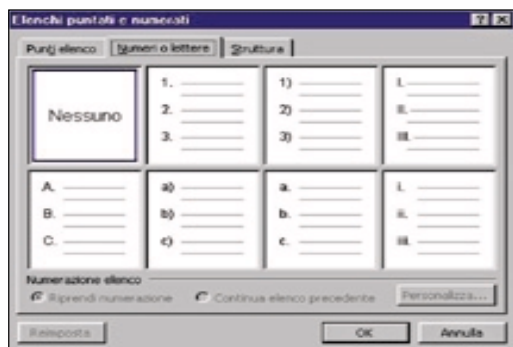 Elenchi puntati e numerati
Punti elenco Numeri o lettere Struttura
Nessuno
1.
2.
3.
1)
2)
3)
I.
II.
III.
A.
B.
C.
a)
b)
c)
a.
b.
c.
i.
ii.
iii.
Numerazione elenco
Riprendi numerazione Continua elenco precedente Personalizza...
Reimposta OK Annulla